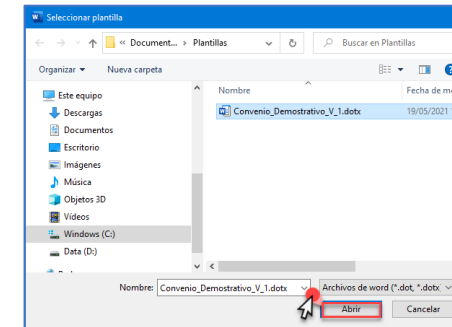 Seleccionar plantilla
« Document... > Plantillas
Buscar en Plantillas
Organizar
Nueva carpeta
Nombre
Fecha de
Este equipo
Descargas
Documentos
Escritorio
Imágenes
Música
Objetos 3D
Vídeos
Windows (C:)
Data (D:)
Convenio_Demostrativo_V_1.dotx
19/05/2021
Nombre:
Convenio_Demostrativo_V_1.dotx
Archivos de word (*.dot, *.dotx)
Abrir
Cancelar